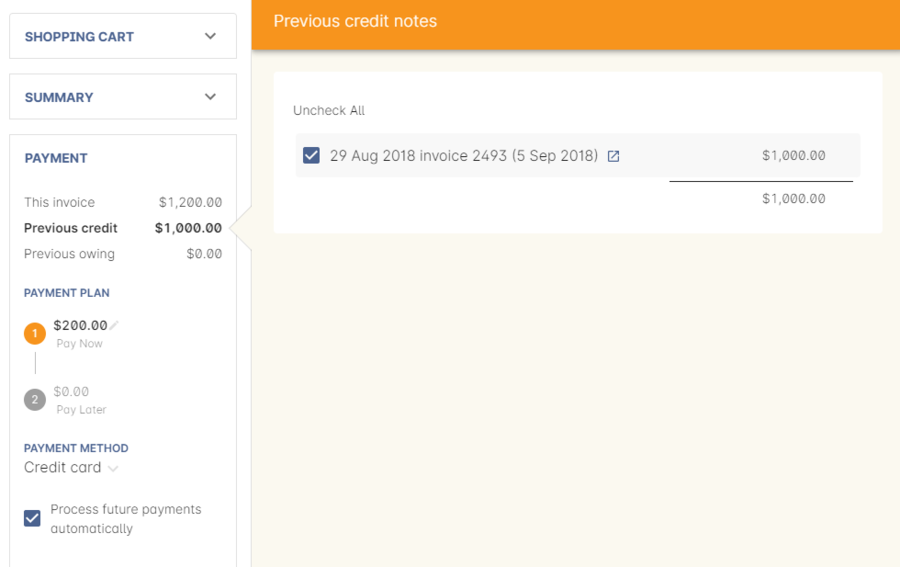 SHOPPING CART
SUMMARY
PAYMENT
This invoice $1,200.00
Previous credit $1,000.00
Previous owing $0.00
PAYMENT PLAN
1 $200.00
Pay Now
2 $0.00
Pay Later
PAYMENT METHOD
Credit card
Process future payments
automatically
Previous credit notes
Uncheck All
29 Aug 2018 invoice 2493 (5 Sep 2018) $1,000.00
$1,000.00